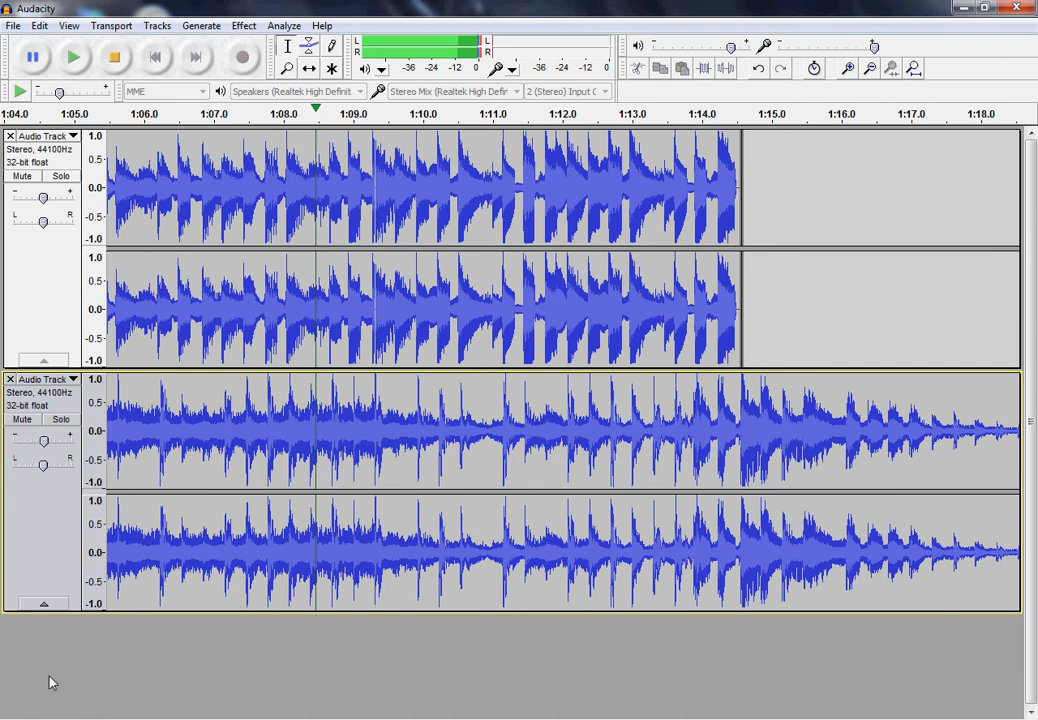 Audacity
File Edit View Transport Tracks Generate Effect Analyze Help
L L
R R
-36 -24 -12 0 -36 -24 -12 0
MME Speakers (Realtek High Definit Stereo Mix (Realtek High Defin 2 (Stereo) Input C
1:04.0 1:05.0 1:06.0 1:07.0 1:08.0 1:09.0 1:10.0 1:11.0 1:12.0 1:13.0 1:14.0 1:15.0 1:16.0 1:17.0 1:18.0
Audio Track 1.0
Stereo, 44100Hz
32-bit float 0.5
Mute Solo
- + 0.0
L R -0.5
-1.0
1.0
0.5
0.0
-0.5
-1.0
Audio Track 1.0
Stereo, 44100Hz
32-bit float 0.5
Mute Solo
- + 0.0
L R -0.5
-1.0
1.0
0.5
0.0
-0.5
-1.0